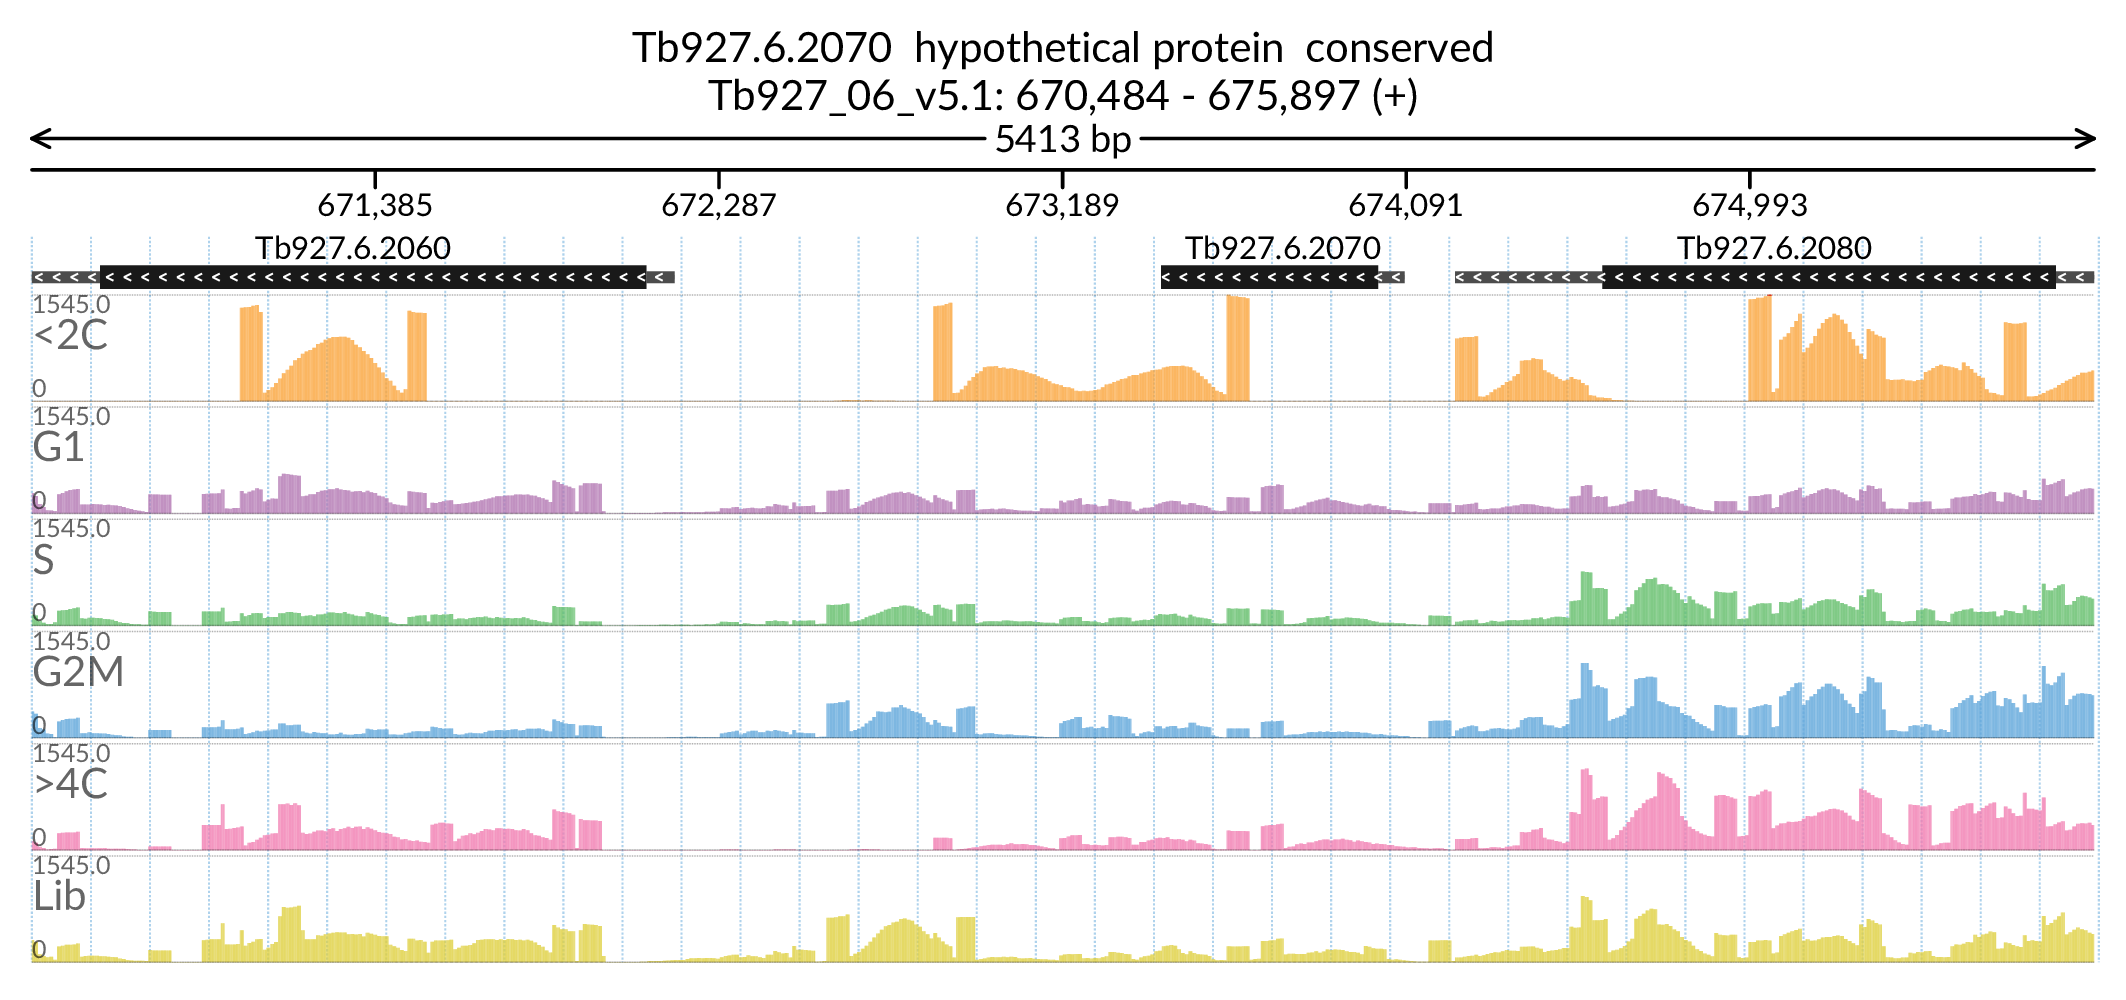 Tb927.6.2070 hypothetical protein conserved
Tb927_06_v5.1: 670,484 - 675,897 (+)
5413 bp
671,385 672,287 673,189 674,091 674,993
Tb927.6.2060 Tb927.6.2070 Tb927.6.2080
1545.0
<2C
0
1545.0
G1
0
1545.0
S
0
1545.0
G2M
0
1545.0
>4C
0
1545.0
Lib
0